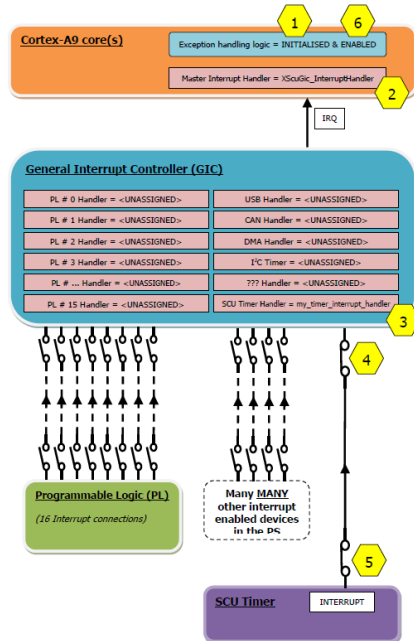 1
6
Cortex-A9 core(s)
Exception handling logic = INITIALISED & ENABLED
Master Interrupt Handler = XScuGic_InterruptHandler
2
IRQ
General Interrupt Controller (GIC)
PL # 0 Handler = <UNASSIGNED>
USB Handler = <UNASSIGNED>
PL # 1 Handler = <UNASSIGNED>
CAN Handler = <UNASSIGNED>
PL # 2 Handler = <UNASSIGNED>
DMA Handler = <UNASSIGNED>
PL # 3 Handler = <UNASSIGNED>
I²C Timer = <UNASSIGNED>
PL # ... Handler = <UNASSIGNED>
??? Handler = <UNASSIGNED>
PL # 15 Handler = <UNASSIGNED>
SCU Timer Handler = my_timer_interrupt_handler
3
4
Programmable Logic (PL)
(16 Interrupt connections)
Many MANY
other interrupt
enabled devices
in the PS
5
SCU Timer
INTERRUPT